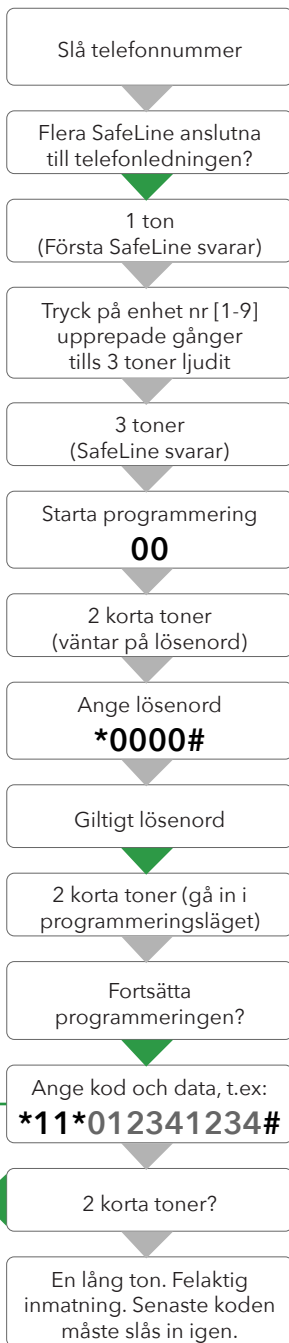 Slå telefonnummer
Flera SafeLine anslutna
till telefonledningen?
1 ton
(Första SafeLine svarar)
Tryck på enhet nr [1-9]
upprepade gånger
tills 3 toner ljudit
3 toner
(SafeLine svarar)
Starta programmering
00
2 korta toner
(väntar på lösenord)
Ange lösenord
*0000#
Giltigt lösenord
2 korta toner (gå in i
programmeringsläget)
Fortsätta
programmeringen?
Ange kod och data, t.ex:
*11*012341234#
2 korta toner?
En lång ton. Felaktig
inmatning. Senaste koden
måste slås in igen.